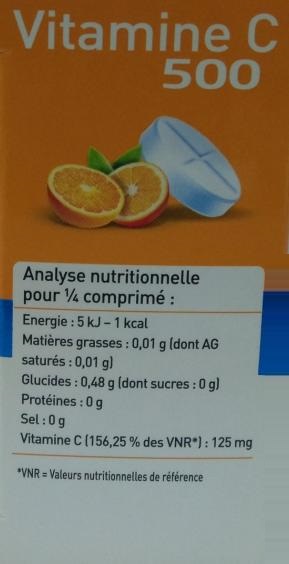 Vitamine C
500
Analyse nutritionnelle
pour ¼ comprimé :
Energie : 5 kJ – 1 kcal
Matières grasses : 0,01 g (dont AG
saturés : 0,01 g)
Glucides : 0,48 g (dont sucres : 0 g)
Protéines : 0 g
Sel : 0 g
Vitamine C (156,25 % des VNR*) : 125 mg
*VNR = Valeurs nutritionnelles de référence